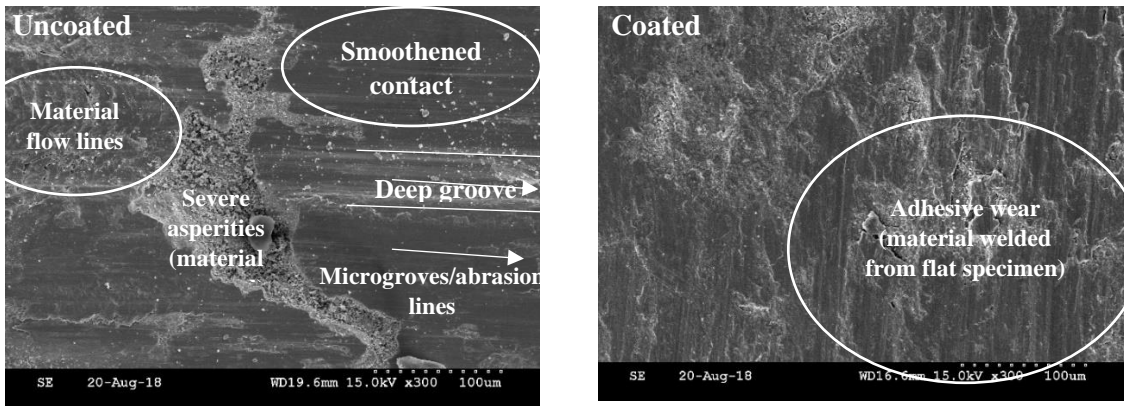 Uncoated
Smoothened
contact
Material
flow lines
Deep groove
Severe
asperities
(material
Microgroves/abrasion
lines
SE 20-Aug-18 WD19.6mm 15.0kV x300 100um
Coated
Adhesive wear
(material welded
from flat specimen)
SE 20-Aug-18 WD16.6mm 15.0kV x300 100um